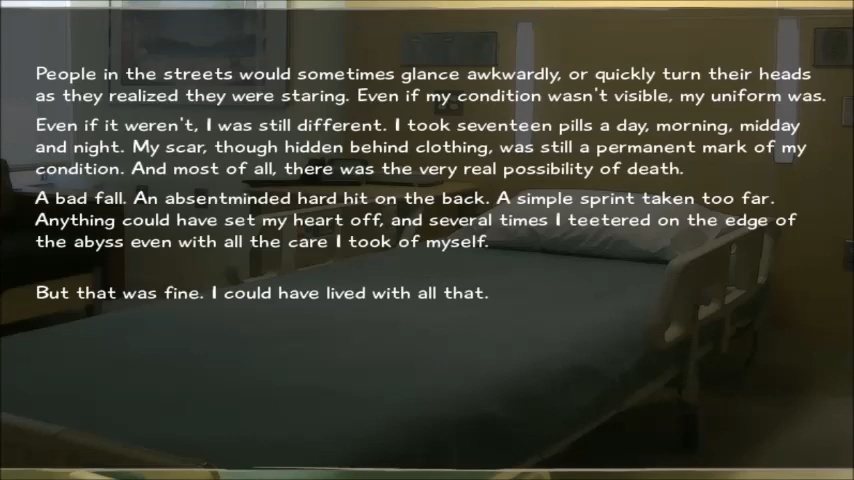 People in the streets would sometimes glance awkwardly, or quickly turn their heads
as they realized they were staring. Even if my condition wasn't visible, my uniform was.
Even if it weren't, I was still different. I took seventeen pills a day, morning, midday
and night. My scar, though hidden behind clothing, was still a permanent mark of my
condition. And most of all, there was the very real possibility of death.
A bad fall. An absentminded hard hit on the back. A simple sprint taken too far.
Anything could have set my heart off, and several times I teetered on the edge of
the abyss even with all the care I took of myself.
But that was fine. I could have lived with all that.